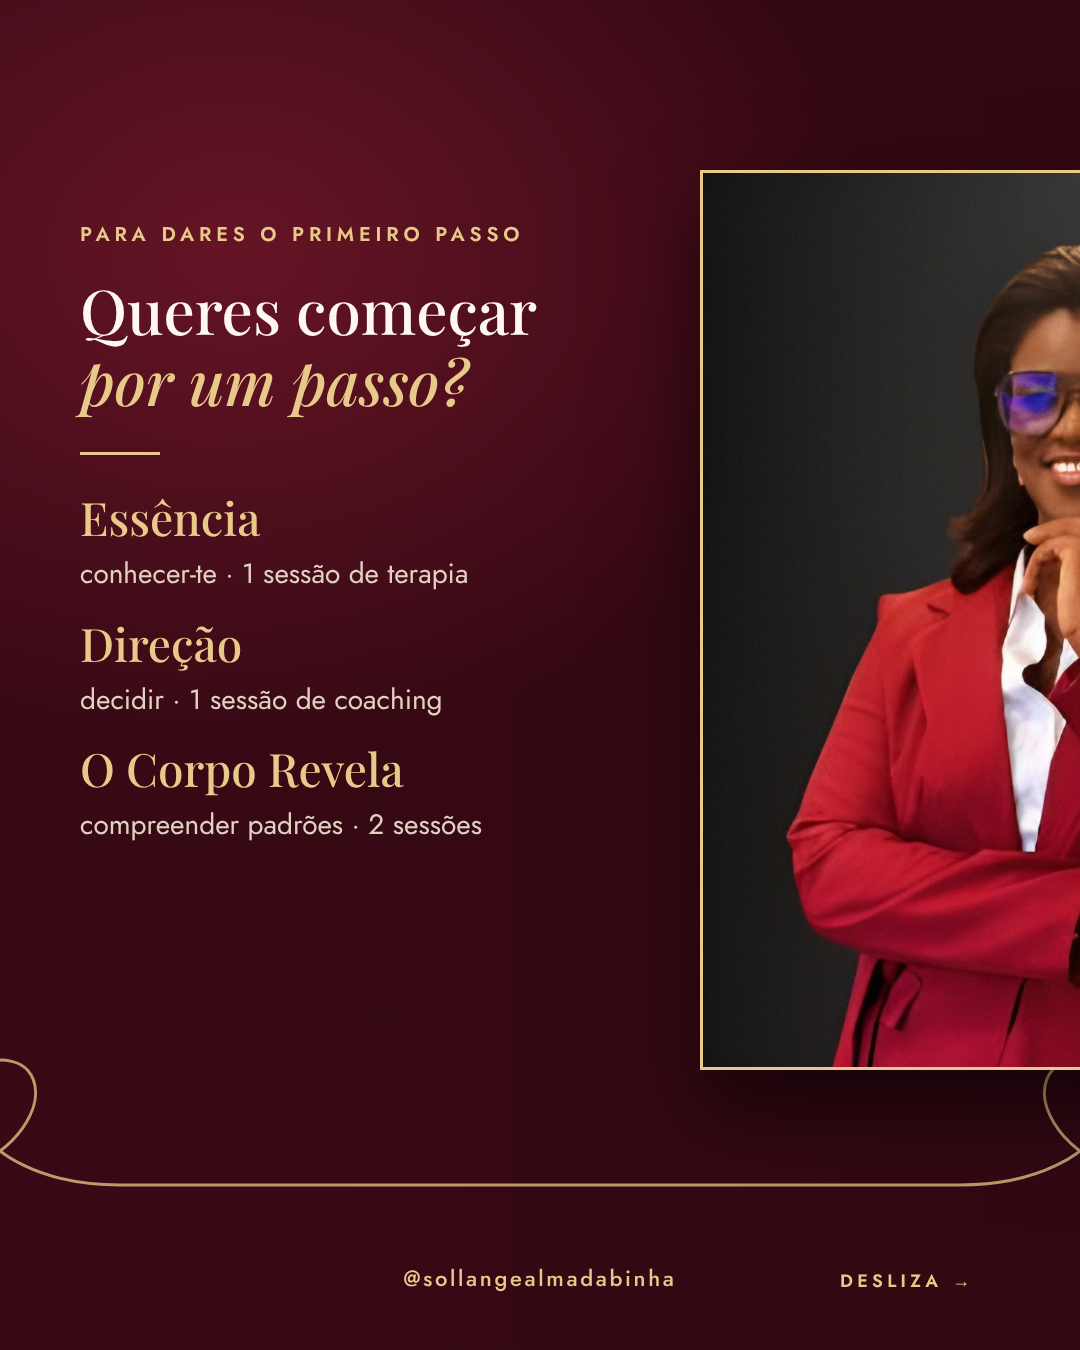 PARA DARES O PRIMEIRO PASSO
Queres começar
por um passo?
Essência
conhecer-te · 1 sessão de terapia
Direção
decidir · 1 sessão de coaching
O Corpo Revela
compreender padrões · 2 sessões
@sollangealmadabinha
DESLIZA →